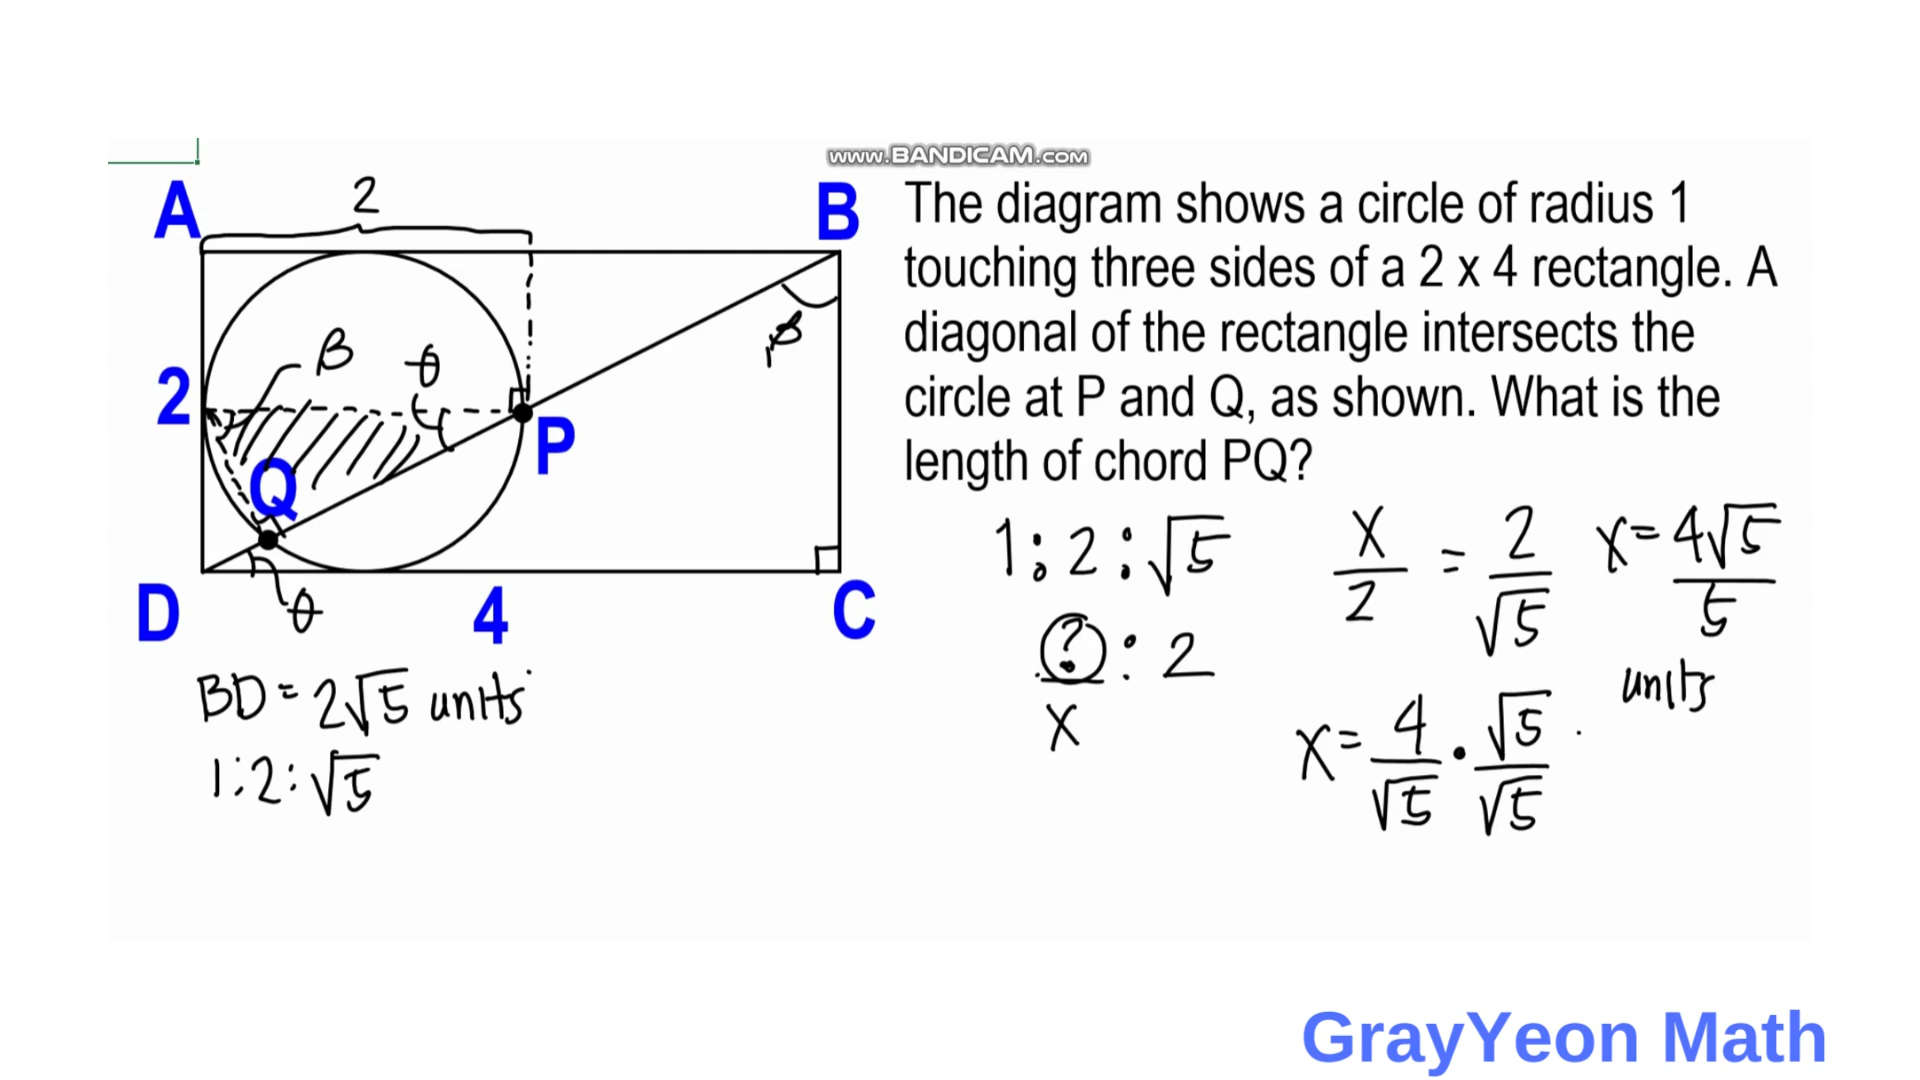 www.BANDICAM.com
A
2
B
2
β
θ
β
P
Q
D
θ
4
C
BD = 2√5 units
1:2:√5
The diagram shows a circle of radius 1
touching three sides of a 2 x 4 rectangle. A
diagonal of the rectangle intersects the
circle at P and Q, as shown. What is the
length of chord PQ?
1:2:√5
?:2
x
x/2 = 2/√5
x = 4/√5 · √5/√5
x = 4√5/5
units
GrayYeon Math